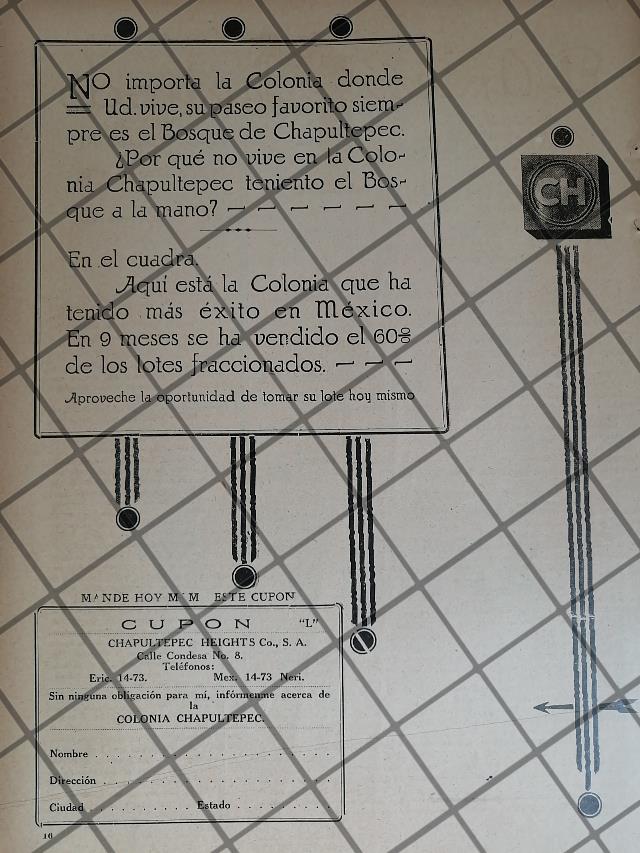 NO importa la Colonia donde
Ud. vive, su paseo favorito siem-
pre es el Bosque de Chapultepec.
¿Por qué no vive en la Colo-
nia Chapultepec teniento el Bos-
que a la mano?
En el cuadra.
Aquí está la Colonia que ha
tenido más éxito en México.
En 9 meses se ha vendido el 60%
de los lotes fraccionados.
Aproveche la oportunidad de tomar su lote hoy mismo
CH
MANDE HOY ESTE CUPON
CUPON "L"
CHAPULTEPEC HEIGHTS Co., S. A.
Calle Condesa No. 8.
Teléfonos:
Eric. 14-73. Mex. 14-73 Neri.
Sin ninguna obligación para mí, infórmenme acerca de
la
COLONIA CHAPULTEPEC.
Nombre
Dirección
Ciudad Estado
16